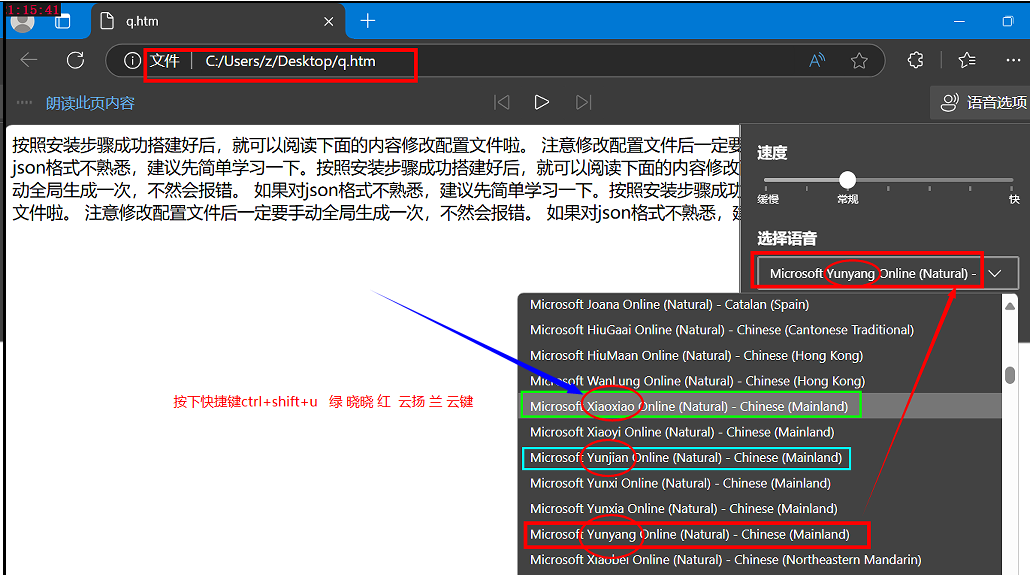 1:15:41
q.htm
文件 C:/Users/z/Desktop/q.htm
朗读此页内容
语音选项
按照安装步骤成功搭建好后，就可以阅读下面的内容修改配置文件啦。 注意修改配置文件后一定要
json格式不熟悉，建议先简单学习一下。按照安装步骤成功搭建好后，就可以阅读下面的内容修改
动全局生成一次，不然会报错。 如果对json格式不熟悉，建议先简单学习一下。按照安装步骤成功
文件啦。 注意修改配置文件后一定要手动全局生成一次，不然会报错。 如果对json格式不熟悉，
速度
缓慢 常规 快
选择语音
Microsoft Yunyang Online (Natural) -
Microsoft Joana Online (Natural) - Catalan (Spain)
Microsoft HiuGaai Online (Natural) - Chinese (Cantonese Traditional)
Microsoft HiuMaan Online (Natural) - Chinese (Hong Kong)
Microsoft WanLung Online (Natural) - Chinese (Hong Kong)
Microsoft Xiaoxiao Online (Natural) - Chinese (Mainland)
Microsoft Xiaoyi Online (Natural) - Chinese (Mainland)
Microsoft Yunjian Online (Natural) - Chinese (Mainland)
Microsoft Yunxi Online (Natural) - Chinese (Mainland)
Microsoft Yunxia Online (Natural) - Chinese (Mainland)
Microsoft Yunyang Online (Natural) - Chinese (Mainland)
Microsoft Xiaobei Online (Natural) - Chinese (Northeastern Mandarin)
按下快捷键ctrl+shift+u 绿 晓晓 红 云扬 兰 云键